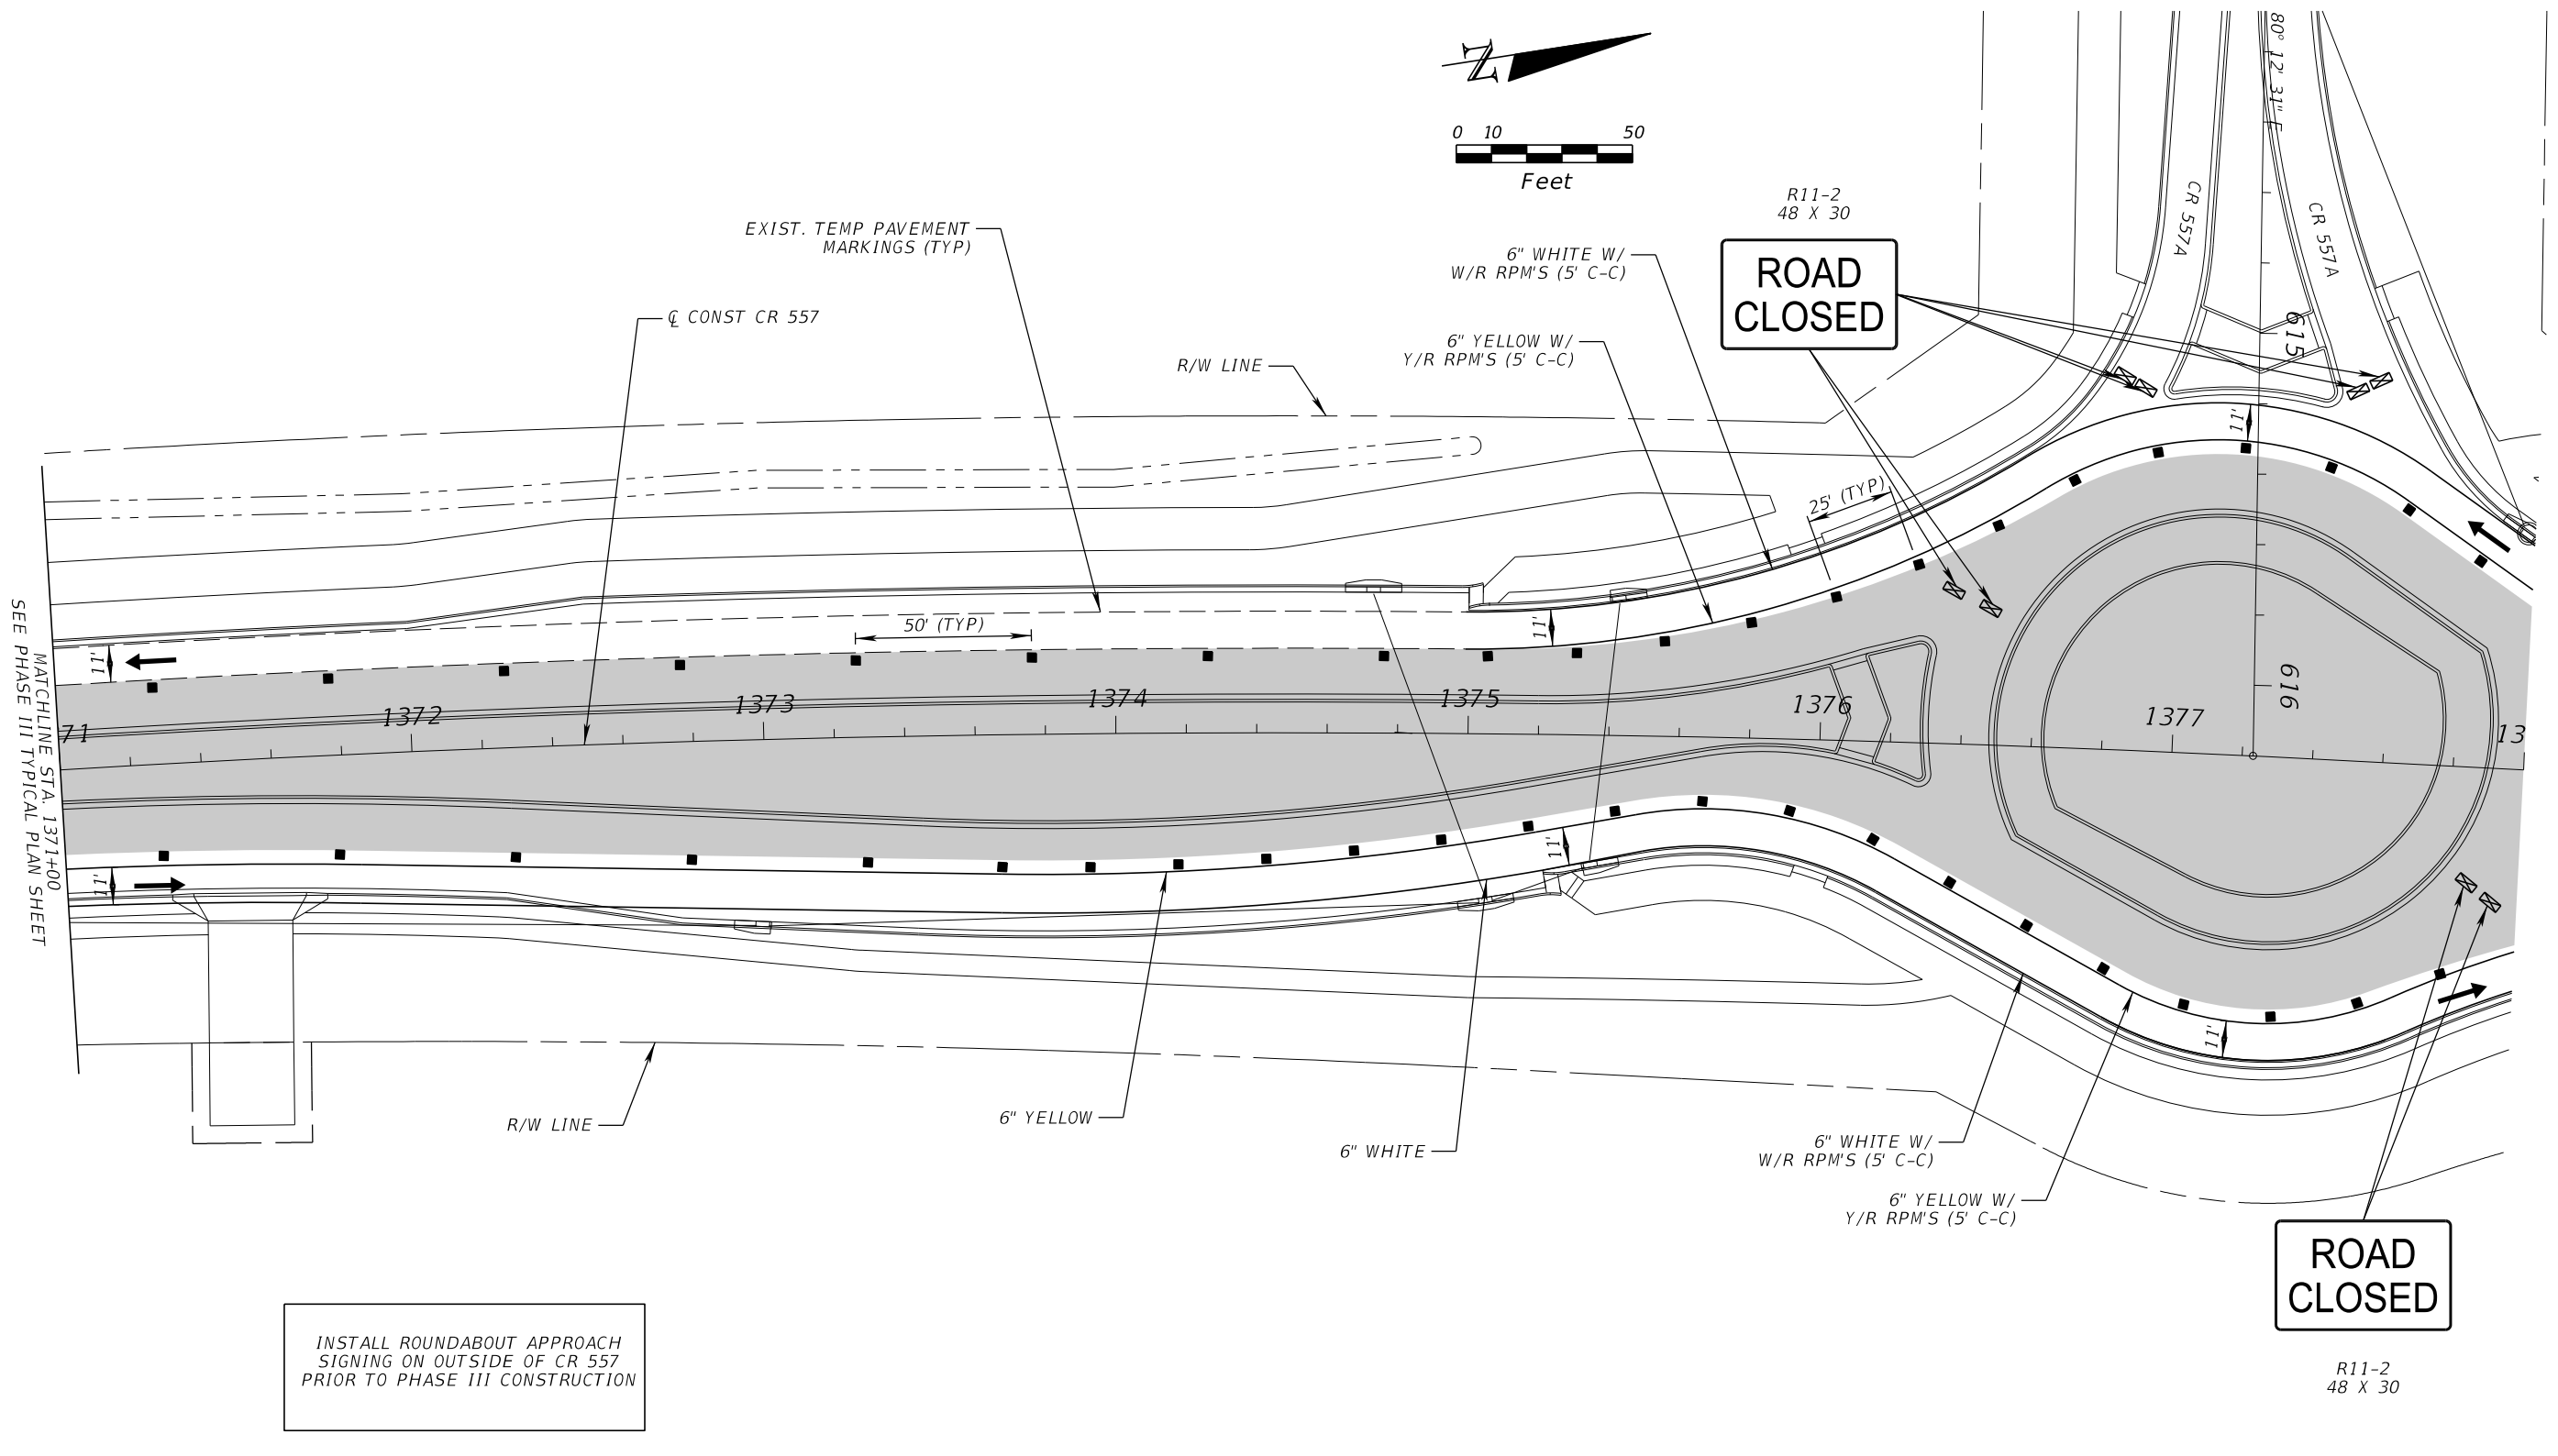 Z
0 10 50
Feet
R11-2
48 X 30
ROAD
CLOSED
80° 12' 31" E
CR 557A
CR 557A
615
616
EXIST. TEMP PAVEMENT
MARKINGS (TYP)
℄ CONST CR 557
R/W LINE
6" WHITE W/
W/R RPM'S (5' C-C)
6" YELLOW W/
Y/R RPM'S (5' C-C)
25' (TYP)
11'
11'
50' (TYP)
11'
71
1372
1373
1374
1375
1376
1377
13
MATCHLINE STA. 1371+00
SEE PHASE III TYPICAL PLAN SHEET
11'
11'
11'
R/W LINE
6" YELLOW
6" WHITE
6" WHITE W/
W/R RPM'S (5' C-C)
6" YELLOW W/
Y/R RPM'S (5' C-C)
ROAD
CLOSED
R11-2
48 X 30
INSTALL ROUNDABOUT APPROACH
SIGNING ON OUTSIDE OF CR 557
PRIOR TO PHASE III CONSTRUCTION